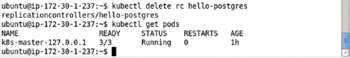 ubuntu@ip-172-30-1-237:~$ kubectl delete rc hello-postgres
replicationcontrollers/hello-postgres
ubuntu@ip-172-30-1-237:~$ kubectl get pods
NAME READY STATUS RESTARTS AGE
k8s-master-127.0.0.1 3/3 Running 0 1h
ubuntu@ip-172-30-1-237:~$